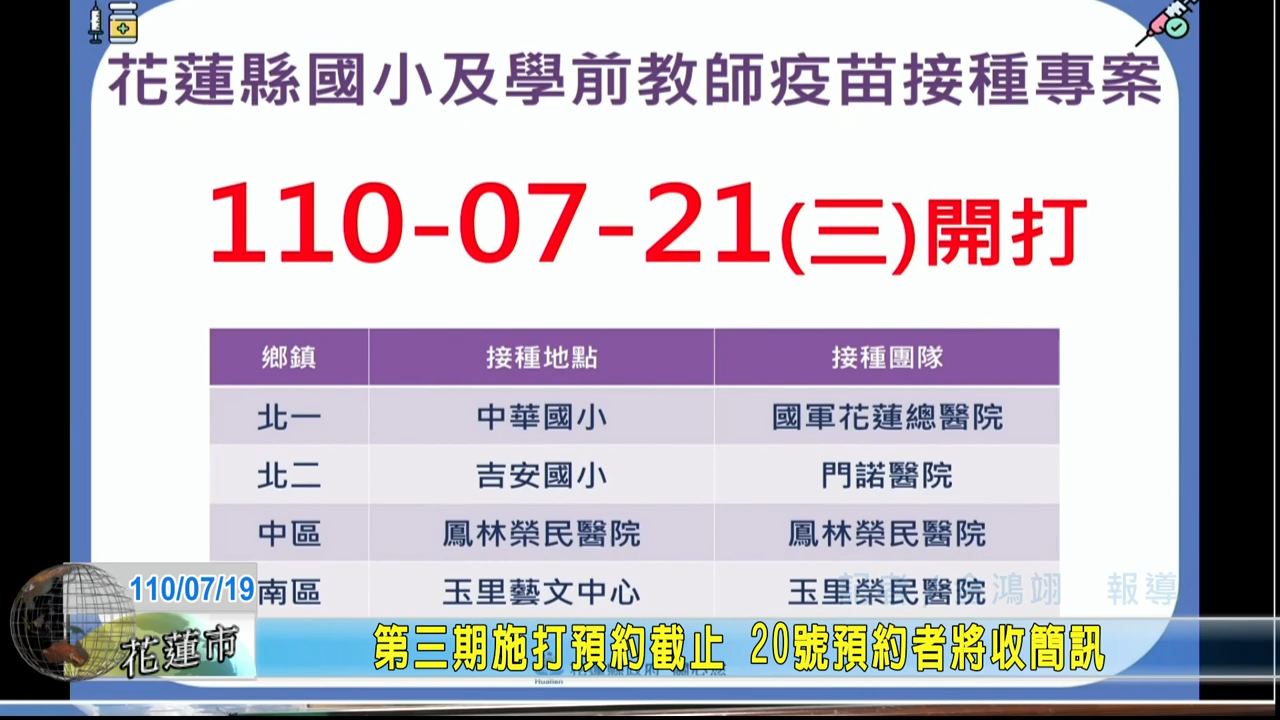 花蓮縣國小及學前教師疫苗接種專案
110-07-21(三)開打
鄉鎮 接種地點 接種團隊
北一 中華國小 國軍花蓮總醫院
北二 吉安國小 門諾醫院
中區 鳳林榮民醫院 鳳林榮民醫院
南區 玉里藝文中心 玉里榮民醫院
110/07/19
鴻翊 報導
花蓮市
第三期施打預約截止 20號預約者將收簡訊
Hualien